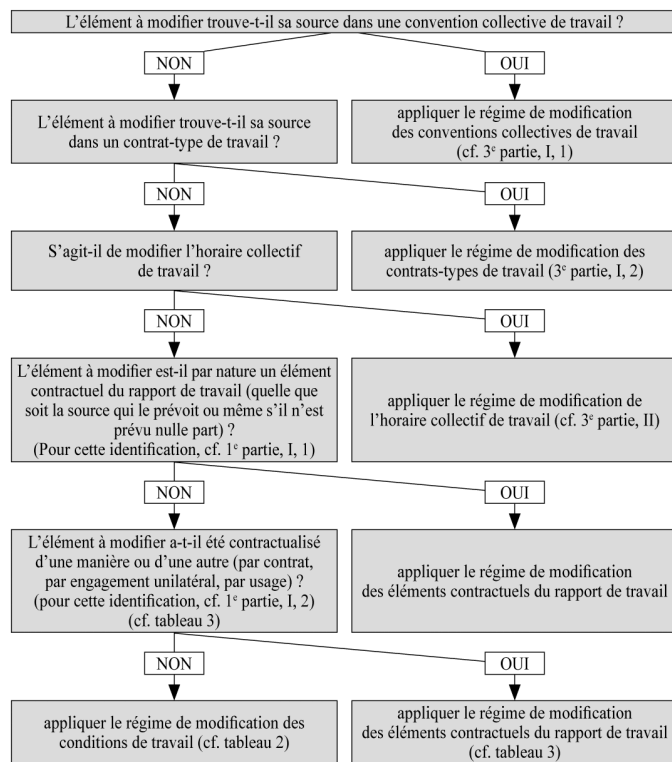 L'élément à modifier trouve-t-il sa source dans une convention collective de travail ?
NON
OUI
L'élément à modifier trouve-t-il sa source
dans un contrat-type de travail ?
appliquer le régime de modification
des conventions collectives de travail
(cf. 3e partie, I, 1)
NON
OUI
S'agit-il de modifier l'horaire collectif
de travail ?
appliquer le régime de modification des
contrats-types de travail (3e partie, I, 2)
NON
OUI
L'élément à modifier est-il par nature un élément
contractuel du rapport de travail (quelle que
soit la source qui le prévoit ou même s'il n'est
prévu nulle part) ?
(Pour cette identification, cf. 1e partie, I, 1)
appliquer le régime de modification de
l'horaire collectif de travail (cf. 3e partie, II)
NON
OUI
L'élément à modifier a-t-il été contractualisé
d'une manière ou d'une autre (par contrat,
par engagement unilatéral, par usage) ?
(pour cette identification, cf. 1e partie, I, 2)
(cf. tableau 3)
appliquer le régime de modification
des éléments contractuels du rapport de travail
NON
OUI
appliquer le régime de modification des
conditions de travail (cf. tableau 2)
appliquer le régime de modification
des éléments contractuels du rapport de travail
(cf. tableau 3)